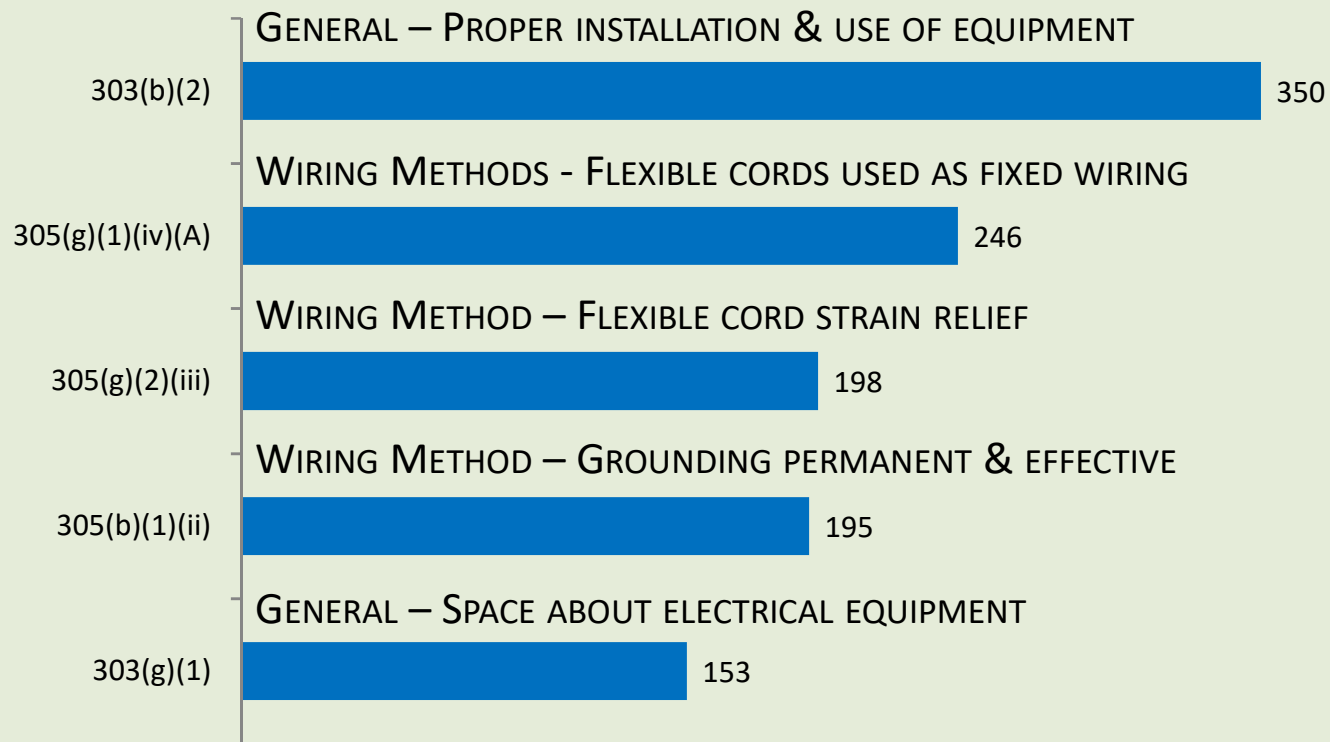 General – Proper installation & use of equipment
303(b)(2)
350
Wiring Methods - Flexible cords used as fixed wiring
305(g)(1)(iv)(A)
246
Wiring Method – Flexible cord strain relief
305(g)(2)(iii)
198
Wiring Method – Grounding permanent & effective
305(b)(1)(ii)
195
General – Space about electrical equipment
303(g)(1)
153